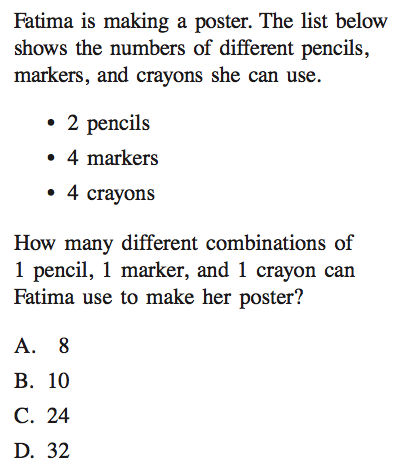 Fatima is making a poster. The list below
shows the numbers of different pencils,
markers, and crayons she can use.
• 2 pencils
• 4 markers
• 4 crayons
How many different combinations of
1 pencil, 1 marker, and 1 crayon can
Fatima use to make her poster?
A. 8
B. 10
C. 24
D. 32